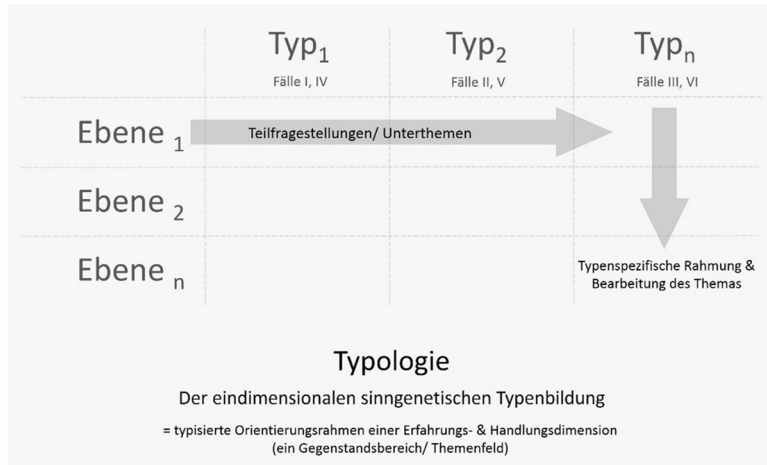 Typ1 Typ2 Typn
Fälle I, IV Fälle II, V Fälle III, VI
Ebene 1 Teilfragestellungen/ Unterthemen
Ebene 2
Ebene n
Typenspezifische Rahmung &
Bearbeitung des Themas
Typologie
Der eindimensionalen sinngenetischen Typenbildung
= typisierte Orientierungsrahmen einer Erfahrungs- & Handlungsdimension
(ein Gegenstandsbereich/ Themenfeld)